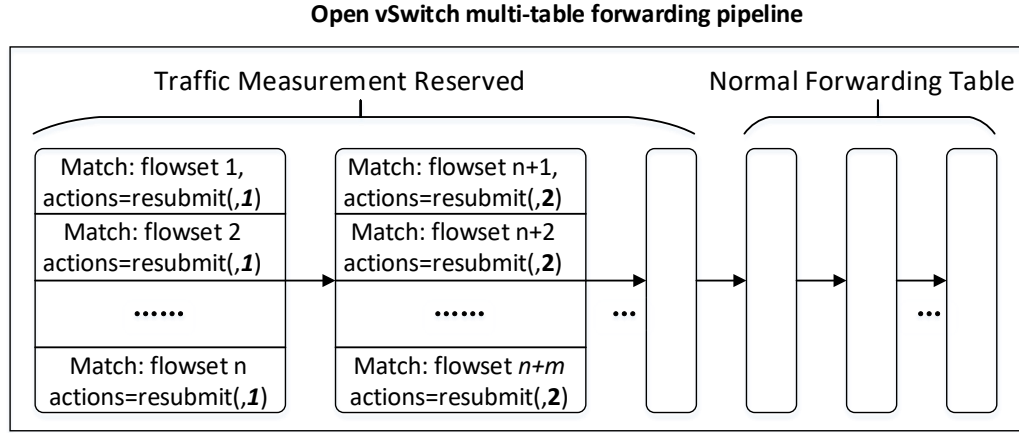 Open vSwitch multi-table forwarding pipeline
Traffic Measurement Reserved
Normal Forwarding Table
Match: flowset 1,
actions=resubmit(,1)
Match: flowset 2
actions=resubmit(,1)
......
Match: flowset n
actions=resubmit(,1)
Match: flowset n+1,
actions=resubmit(,2)
Match: flowset n+2
actions=resubmit(,2)
......
Match: flowset n+m
actions=resubmit(,2)
...
...